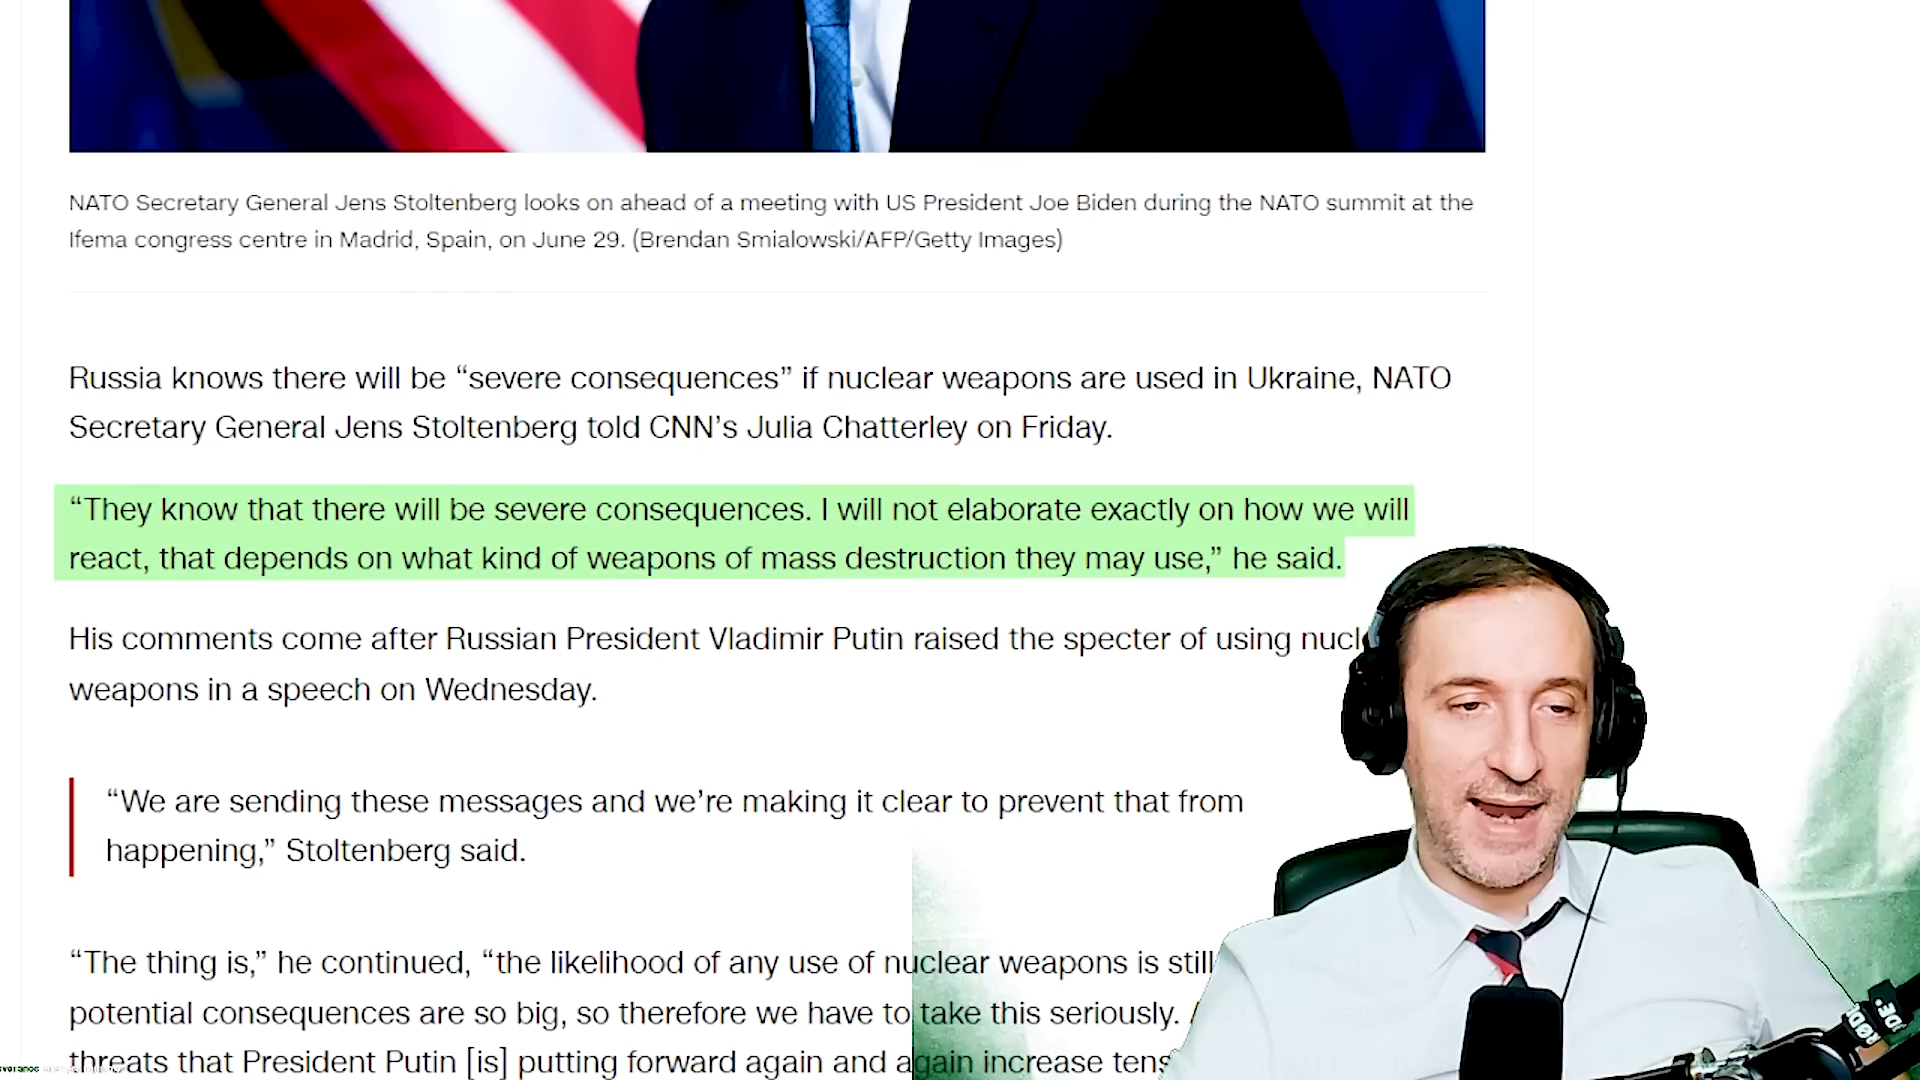 NATO Secretary General Jens Stoltenberg looks on ahead of a meeting with US President Joe Biden during the NATO summit at the
Ifema congress centre in Madrid, Spain, on June 29. (Brendan Smialowski/AFP/Getty Images)
Russia knows there will be “severe consequences” if nuclear weapons are used in Ukraine, NATO
Secretary General Jens Stoltenberg told CNN’s Julia Chatterley on Friday.
“They know that there will be severe consequences. I will not elaborate exactly on how we will
react, that depends on what kind of weapons of mass destruction they may use,” he said.
His comments come after Russian President Vladimir Putin raised the specter of using
weapons in a speech on Wednesday.
“We are sending these messages and we’re making it clear to prevent that from
happening,” Stoltenberg said.
“The thing is,” he continued, “the likelihood of any use of nuclear weapons is still
potential consequences are so big, so therefore we have to take this seriously.
threats that President Putin [is] putting forward again and again increase